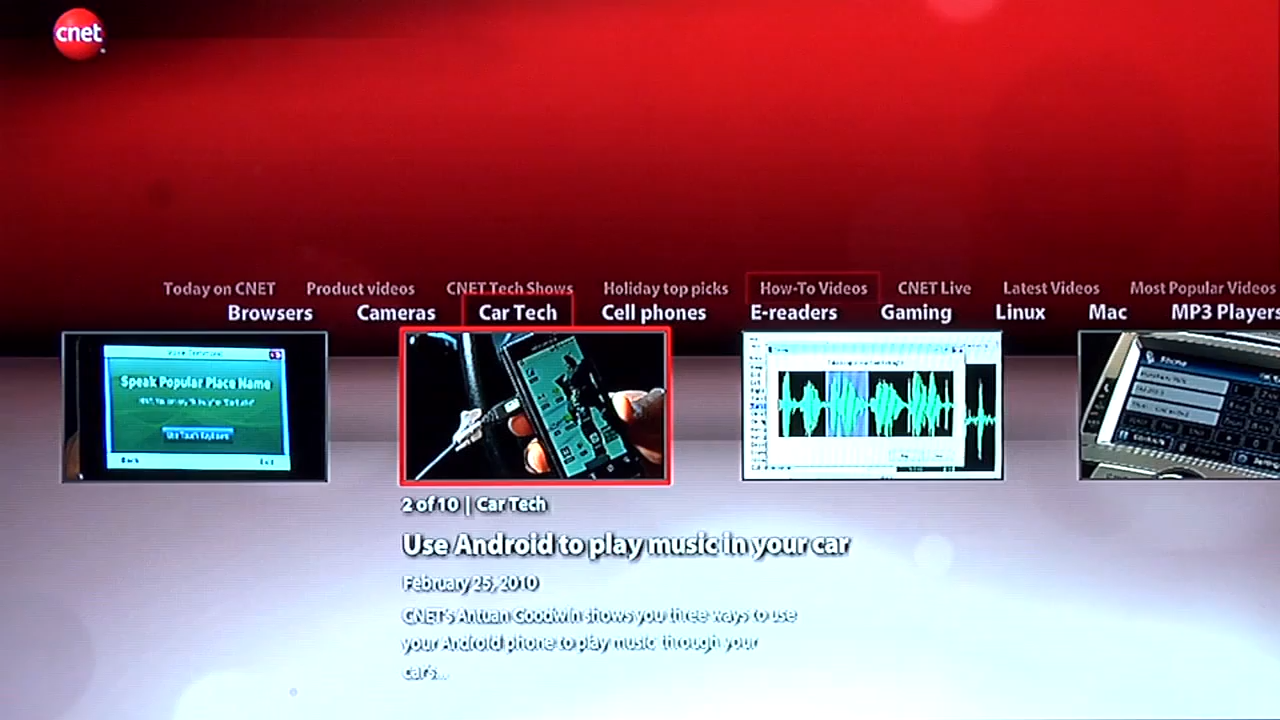 cnet
Today on CNET Product videos CNET Tech Shows Holiday top picks How-To Videos CNET Live Latest Videos Most Popular Videos
Browsers Cameras Car Tech Cell phones E-readers Gaming Linux Mac MP3 Players
Speak Popular Place Name
Back Exit
Phone
2 of 10 | Car Tech
Use Android to play music in your car
February 25, 2010
CNET's Antuan Goodwin shows you three ways to use
your Android phone to play music through your
car's...